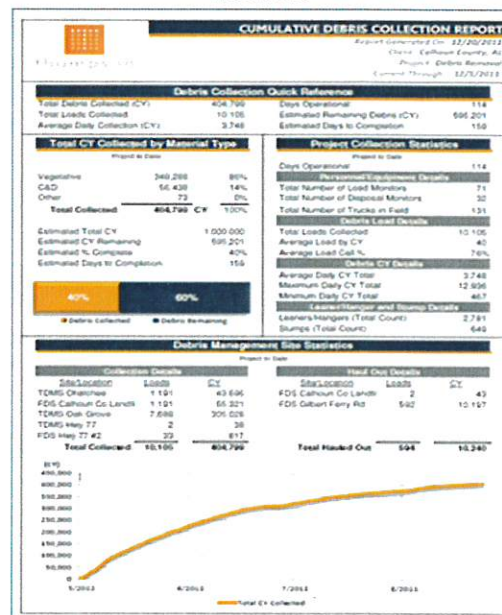 CUMULATIVE DEBRIS COLLECTION REPORT
Report Generated On: 12/20/2011
Client: Calhoun County, AL
Project: Debris Removal
Current Through: 12/5/2011
Debris Collection Quick Reference
Total Debris Collected (CY) 404,799 Days Operational 114
Total Loads Collected 10,105 Estimated Remaining Debris (CY) 595,201
Average Daily Collection (CY) 3,748 Estimated Days to Completion 159
Total CY Collected by Material Type
Project to Date
Vegetative 348,288 86%
C&D 56,438 14%
Other 73 0%
Total Collected 404,799 CY 100%
Estimated Total CY 1,000,000
Estimated CY Remaining 595,201
Estimated % Complete 40%
Estimated Days to Completion 159
40% 60%
Debris Collected Debris Remaining
Project Collection Statistics
Project to Date
Days Operational 114
Personnel/Equipment Details
Total Number of Load Monitors 71
Total Number of Disposal Monitors 32
Total Number of Trucks in Field 131
Debris Load Details
Total Loads Collected 10,105
Average Load by CY 40
Average Load Call % 76%
Debris CY Details
Average Daily CY Total 3,748
Maximum Daily CY Total 12,936
Minimum Daily CY Total 467
Leaner/Hanger and Stump Details
Leaners/Hangers (Total Count) 2,781
Stumps (Total Count) 649
Debris Management Site Statistics
Project to Date
Collection Details
Site/Location Loads CY
TDMS Ohatchee 1,191
FDS Calhoun Co Landfi 1,191 55,321
TDMS Oak Grove 7,688
TDMS Hwy 77 2 38
FDS Hwy 77 #2 33 817
Total Collected 10,105 404,799
Haul Out Details
Site/Location Loads CY
FDS Calhoun Co Landfi 2 43
FDS Gilbert Ferry Rd 592 10,197
Total Hauled Out 594 10,240
(CY)
450,000
400,000
350,000
300,000
250,000
200,000
150,000
100,000
50,000
0
5/2011 6/2011 7/2011 8/2011
Total CY Collected